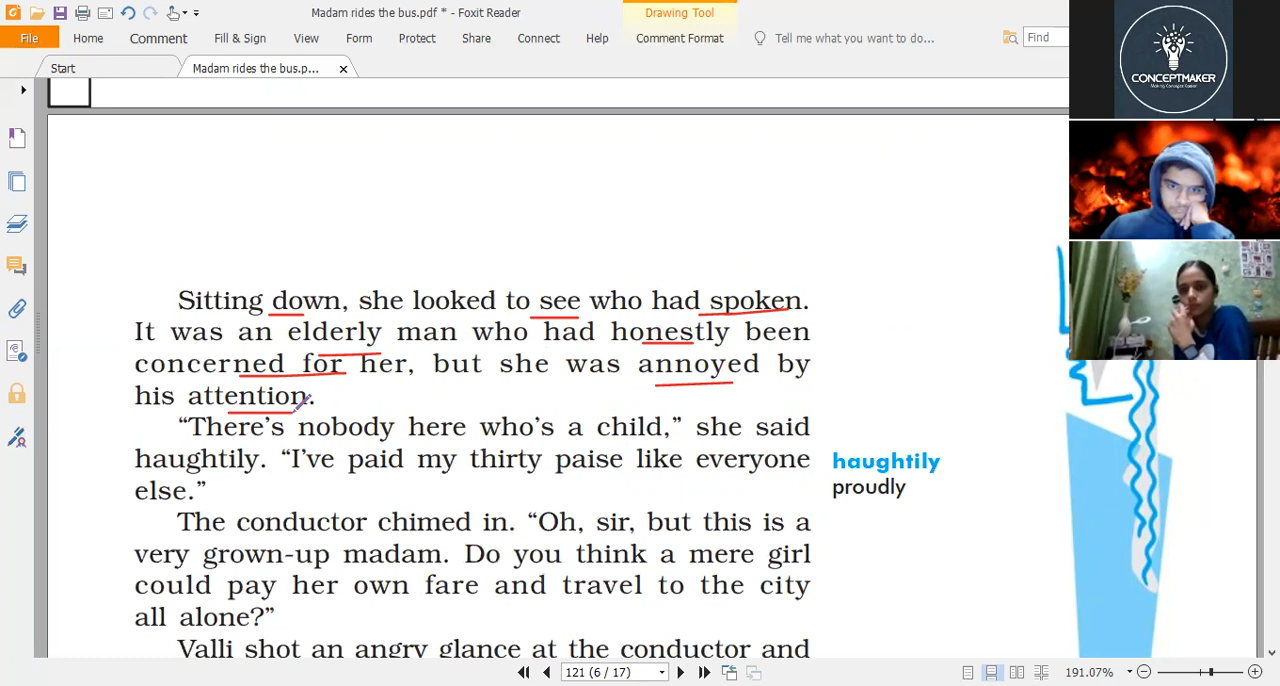 Madam rides the bus.pdf * - Foxit Reader
Drawing Tool
File Home Comment Fill & Sign View Form Protect Share Connect Help Comment Format Tell me what you want to do... Find
Start Madam rides the bus.p...
CONCEPTMAKER
Making Concepts Easier
Sitting down, she looked to see who had spoken.
It was an elderly man who had honestly been
concerned for her, but she was annoyed by
his attention.
“There’s nobody here who’s a child,” she said
haughtily. “I’ve paid my thirty paise like everyone
else.”
haughtily
proudly
The conductor chimed in. “Oh, sir, but this is a
very grown-up madam. Do you think a mere girl
could pay her own fare and travel to the city
all alone?”
Valli shot an angry glance at the conductor and
121 (6 / 17)
191.07%